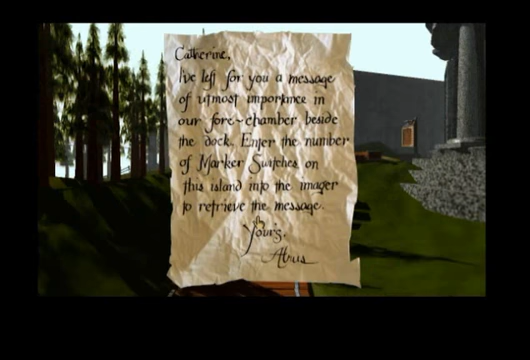 Catherine,
I've left for you a message
of utmost importance in
our fore-chamber beside
the dock. Enter the number
of Marker Switches on
this island into the imager
to retrieve the message.
Yours,
Atrus